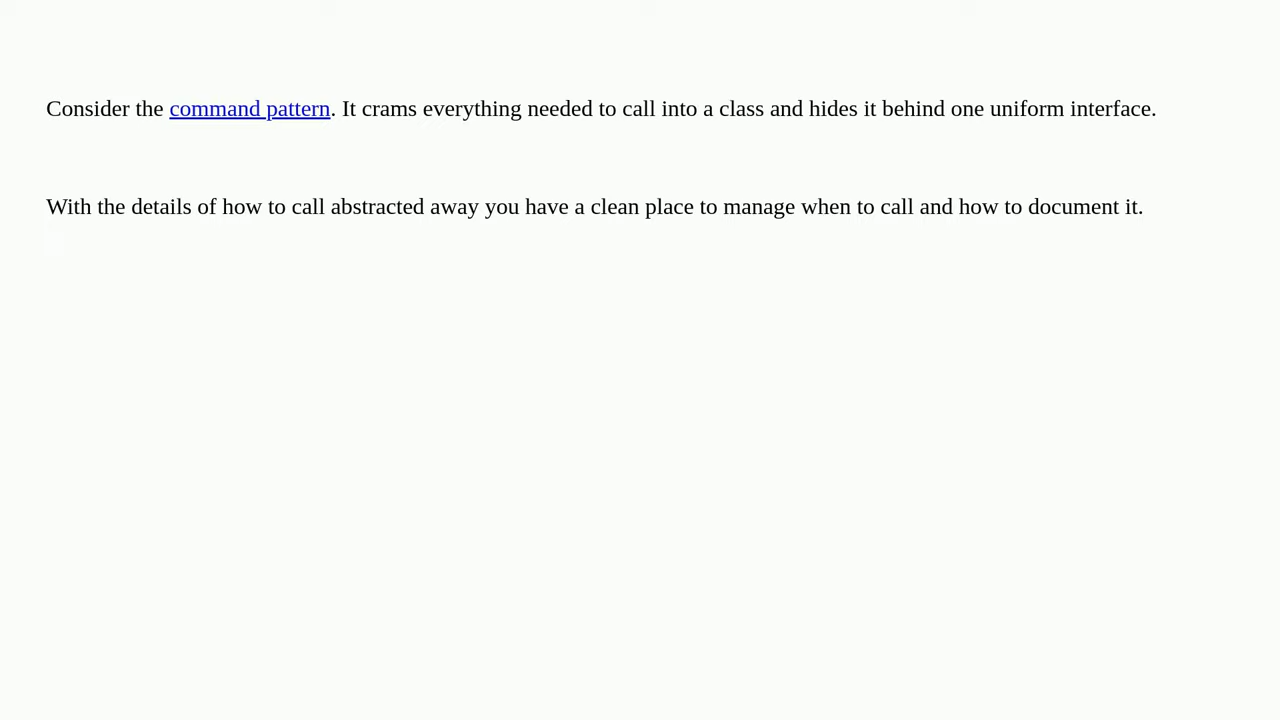 Consider the command pattern. It crams everything needed to call into a class and hides it behind one uniform interface.
With the details of how to call abstracted away you have a clean place to manage when to call and how to document it.